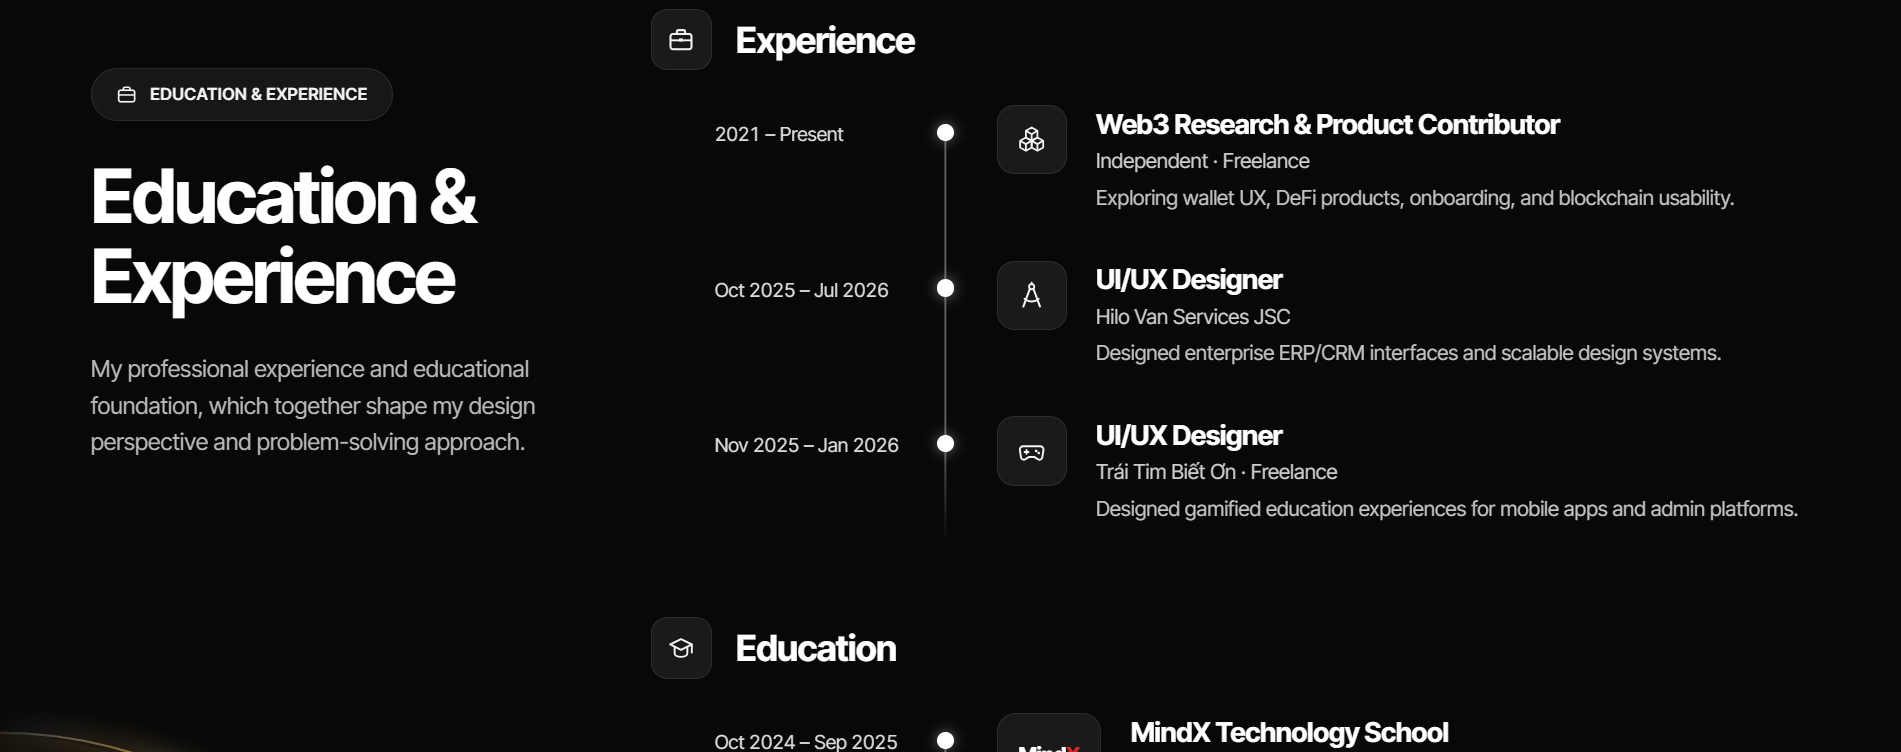 EDUCATION & EXPERIENCE
Education &
Experience
My professional experience and educational
foundation, which together shape my design
perspective and problem-solving approach.
Experience
2021 – Present
Web3 Research & Product Contributor
Independent · Freelance
Exploring wallet UX, DeFi products, onboarding, and blockchain usability.
Oct 2025 – Jul 2026
UI/UX Designer
Hilo Van Services JSC
Designed enterprise ERP/CRM interfaces and scalable design systems.
Nov 2025 – Jan 2026
UI/UX Designer
Trái Tim Biết Ơn · Freelance
Designed gamified education experiences for mobile apps and admin platforms.
Education
Oct 2024 – Sep 2025
MindX
MindX Technology School